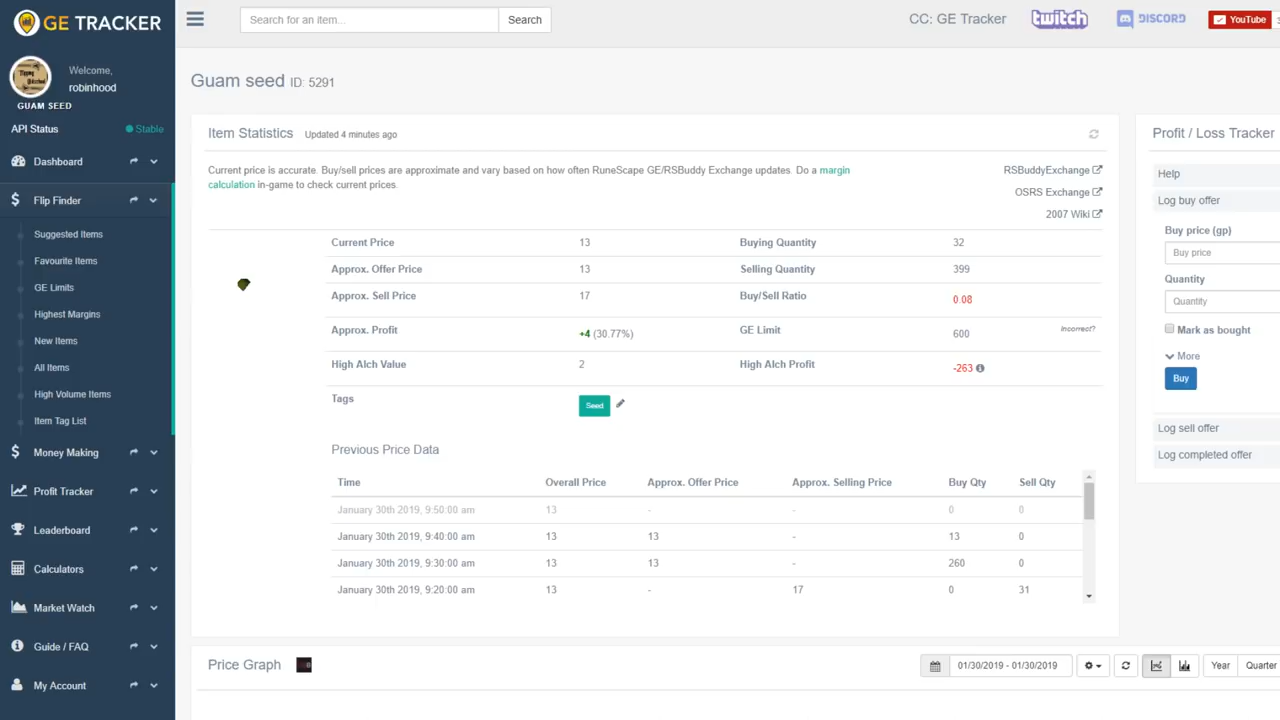 GE TRACKER
Search for an item...
Search
CC: GE Tracker
twitch
DISCORD
YouTube
Welcome,
robinhood
GUAM SEED
API Status
Stable
Dashboard
Flip Finder
Suggested Items
Favourite Items
GE Limits
Highest Margins
New Items
All Items
High Volume Items
Item Tag List
Money Making
Profit Tracker
Leaderboard
Calculators
Market Watch
Guide / FAQ
My Account
Guam seed ID: 5291
Item Statistics Updated 4 minutes ago
Current price is accurate. Buy/sell prices are approximate and vary based on how often RuneScape GE/RSBuddy Exchange updates. Do a margin
calculation in-game to check current prices.
RSBuddyExchange
OSRS Exchange
2007 Wiki
Current Price 13 Buying Quantity 32
Approx. Offer Price 13 Selling Quantity 399
Approx. Sell Price 17 Buy/Sell Ratio 0.08
Approx. Profit +4 (30.77%) GE Limit 600 Incorrect?
High Alch Value 2 High Alch Profit -263
Tags Seed
Previous Price Data
Time Overall Price Approx. Offer Price Approx. Selling Price Buy Qty Sell Qty
January 30th 2019, 9:50:00 am 13 - - 0 0
January 30th 2019, 9:40:00 am 13 13 - 13 0
January 30th 2019, 9:30:00 am 13 13 - 260 0
January 30th 2019, 9:20:00 am 13 - 17 0 31
Price Graph
01/30/2019 - 01/30/2019
Year
Quarter
Profit / Loss Tracker
Help
Log buy offer
Buy price (gp)
Buy price
Quantity
Quantity
Mark as bought
More
Buy
Log sell offer
Log completed offer